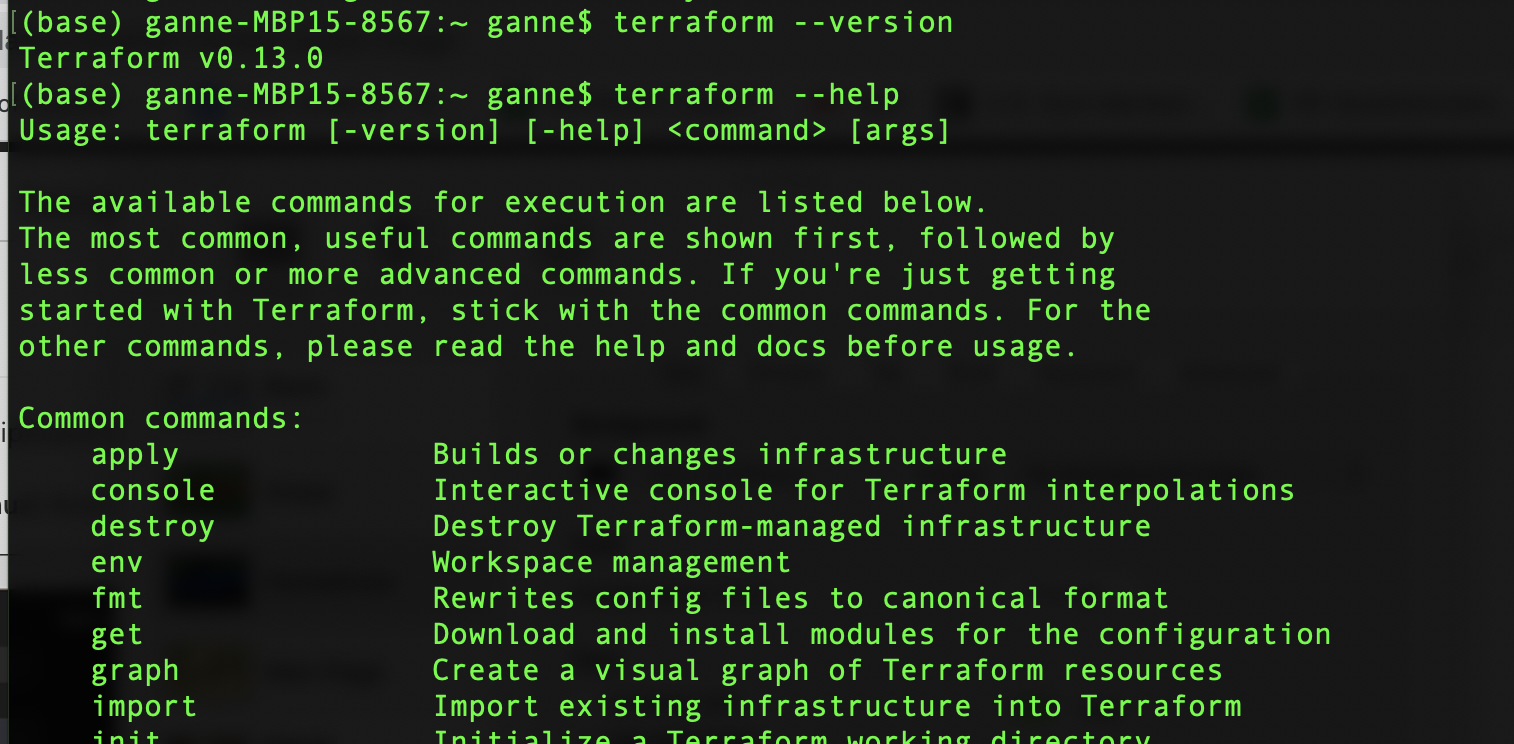 [(base) ganne-MBP15-8567:~ ganne$ terraform --version
Terraform v0.13.0
[(base) ganne-MBP15-8567:~ ganne$ terraform --help
Usage: terraform [-version] [-help] <command> [args]
The available commands for execution are listed below.
The most common, useful commands are shown first, followed by
less common or more advanced commands. If you're just getting
started with Terraform, stick with the common commands. For the
other commands, please read the help and docs before usage.
Common commands:
    apply              Builds or changes infrastructure
    console            Interactive console for Terraform interpolations
    destroy            Destroy Terraform-managed infrastructure
    env                Workspace management
    fmt                Rewrites config files to canonical format
    get                Download and install modules for the configuration
    graph              Create a visual graph of Terraform resources
    import             Import existing infrastructure into Terraform
    init               Initialize a Terraform working directory